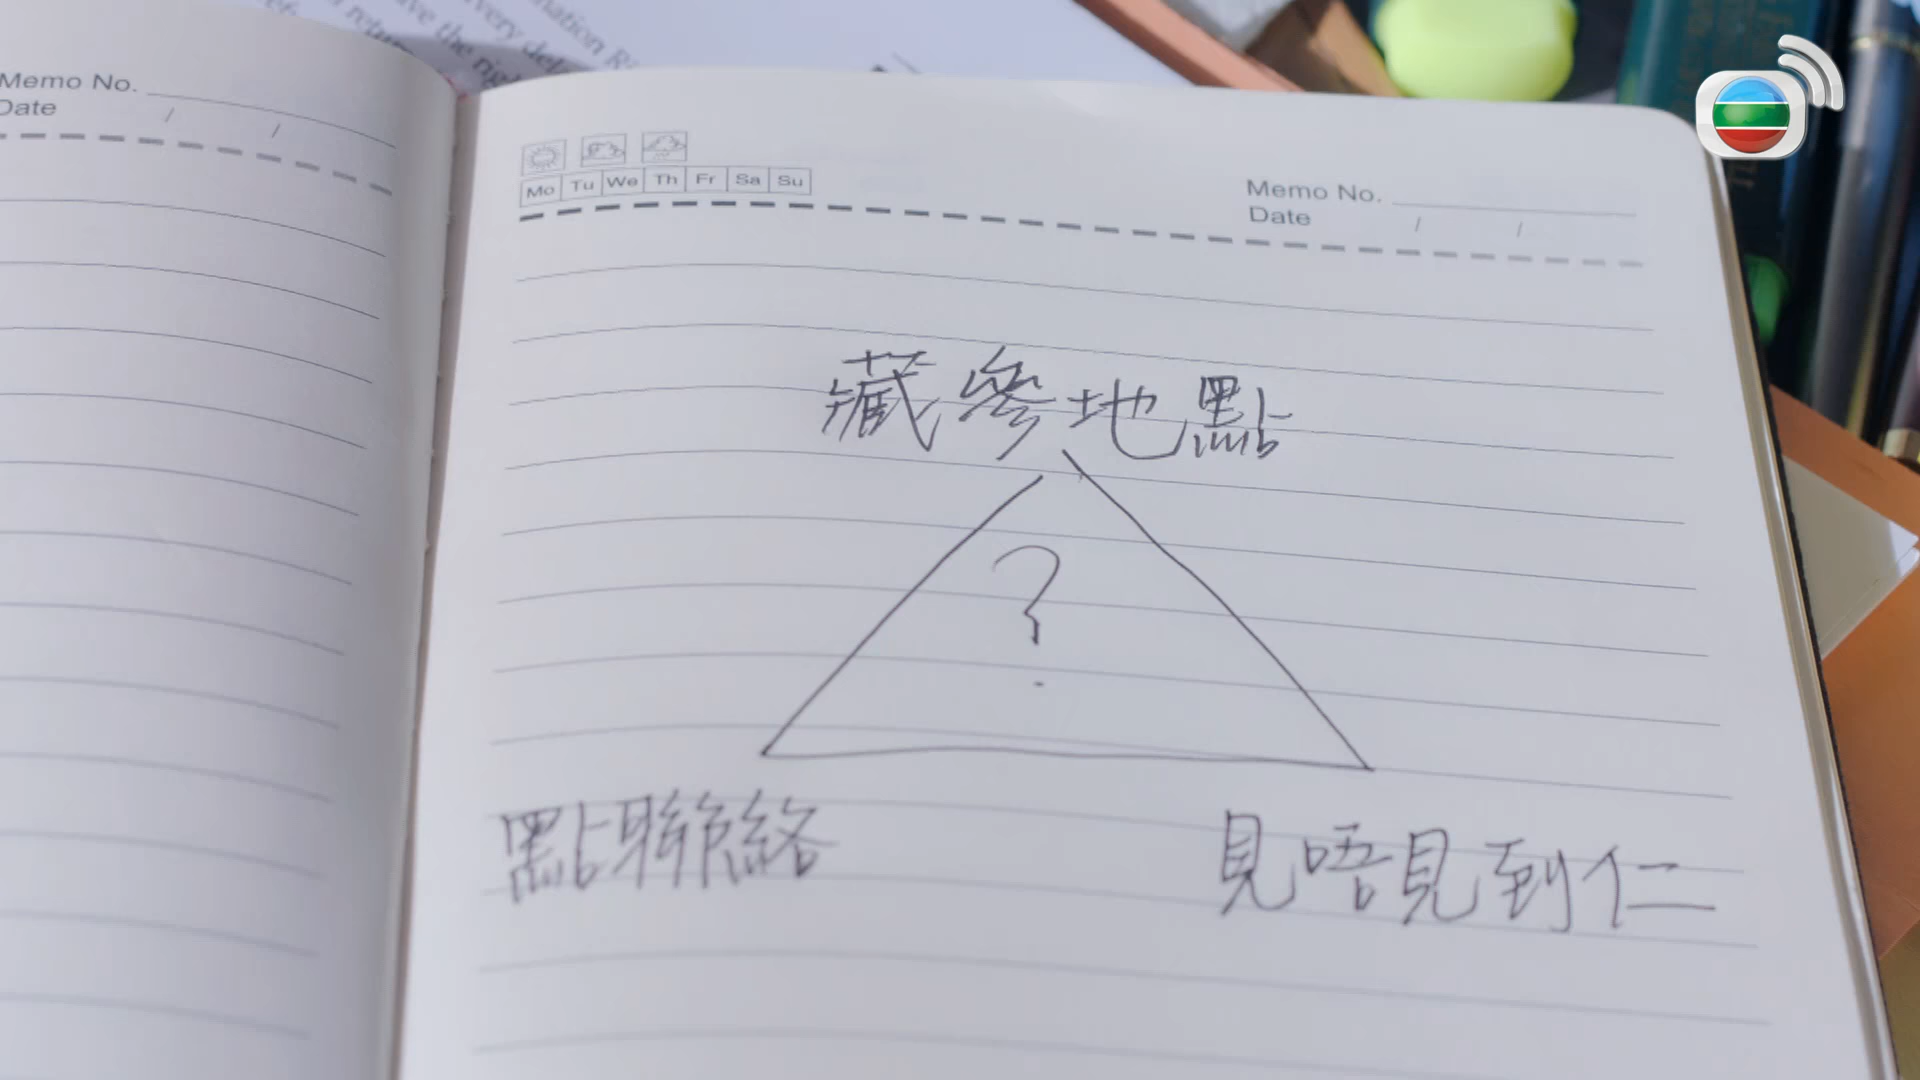 Memo No.
Date / /
Mo Tu We Th Fr Sa Su
Memo No.
Date / /
藏參地點
?
點聯絡
見唔見到仁